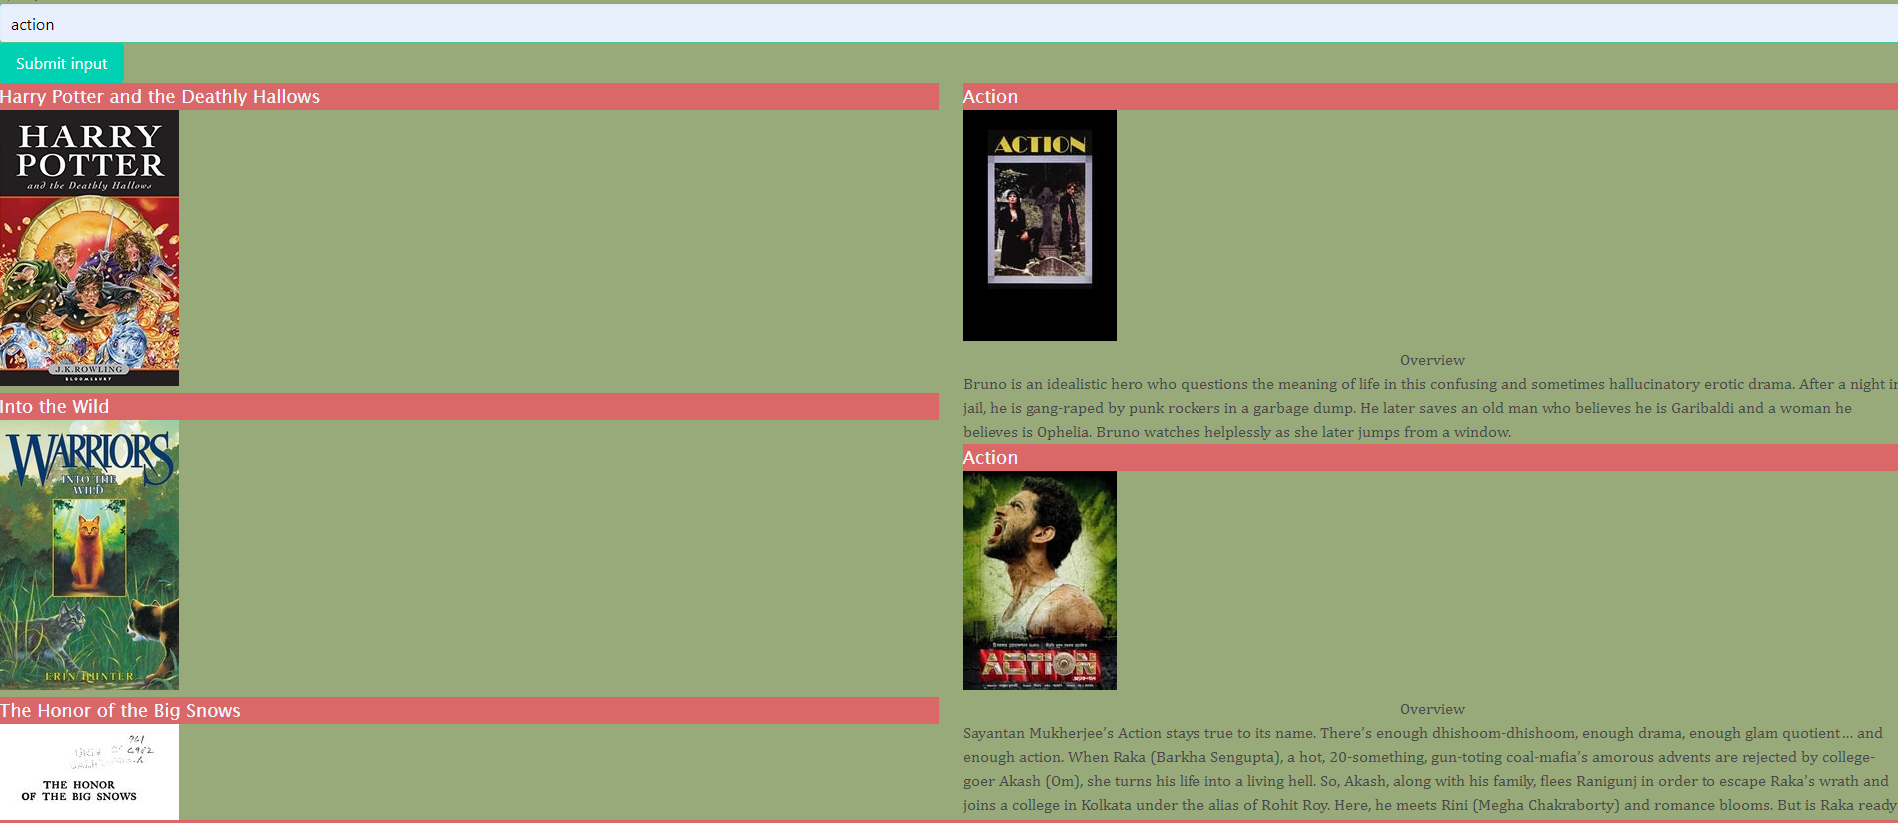 action
Submit input
Harry Potter and the Deathly Hallows
HARRY
POTTER
and the Deathly Hallows
J.K.ROWLING
BLOOMSBURY
Into the Wild
WARRIORS
INTO THE
WILD
ERIN HUNTER
The Honor of the Big Snows
THE HONOR
OF THE BIG SNOWS
Action
ACTION
Overview
Bruno is an idealistic hero who questions the meaning of life in this confusing and sometimes hallucinatory erotic drama. After a night in
jail, he is gang-raped by punk rockers in a garbage dump. He later saves an old man who believes he is Garibaldi and a woman he
believes is Ophelia. Bruno watches helplessly as she later jumps from a window.
Action
ACTION
Overview
Sayantan Mukherjee’s Action stays true to its name. There’s enough dhishoom-dhishoom, enough drama, enough glam quotient… and
enough action. When Raka (Barkha Sengupta), a hot, 20-something, gun-toting coal-mafia’s amorous advents are rejected by college-
goer Akash (Om), she turns his life into a living hell. So, Akash, along with his family, flees Ranigunj in order to escape Raka’s wrath and
joins a college in Kolkata under the alias of Rohit Roy. Here, he meets Rini (Megha Chakraborty) and romance blooms. But is Raka ready